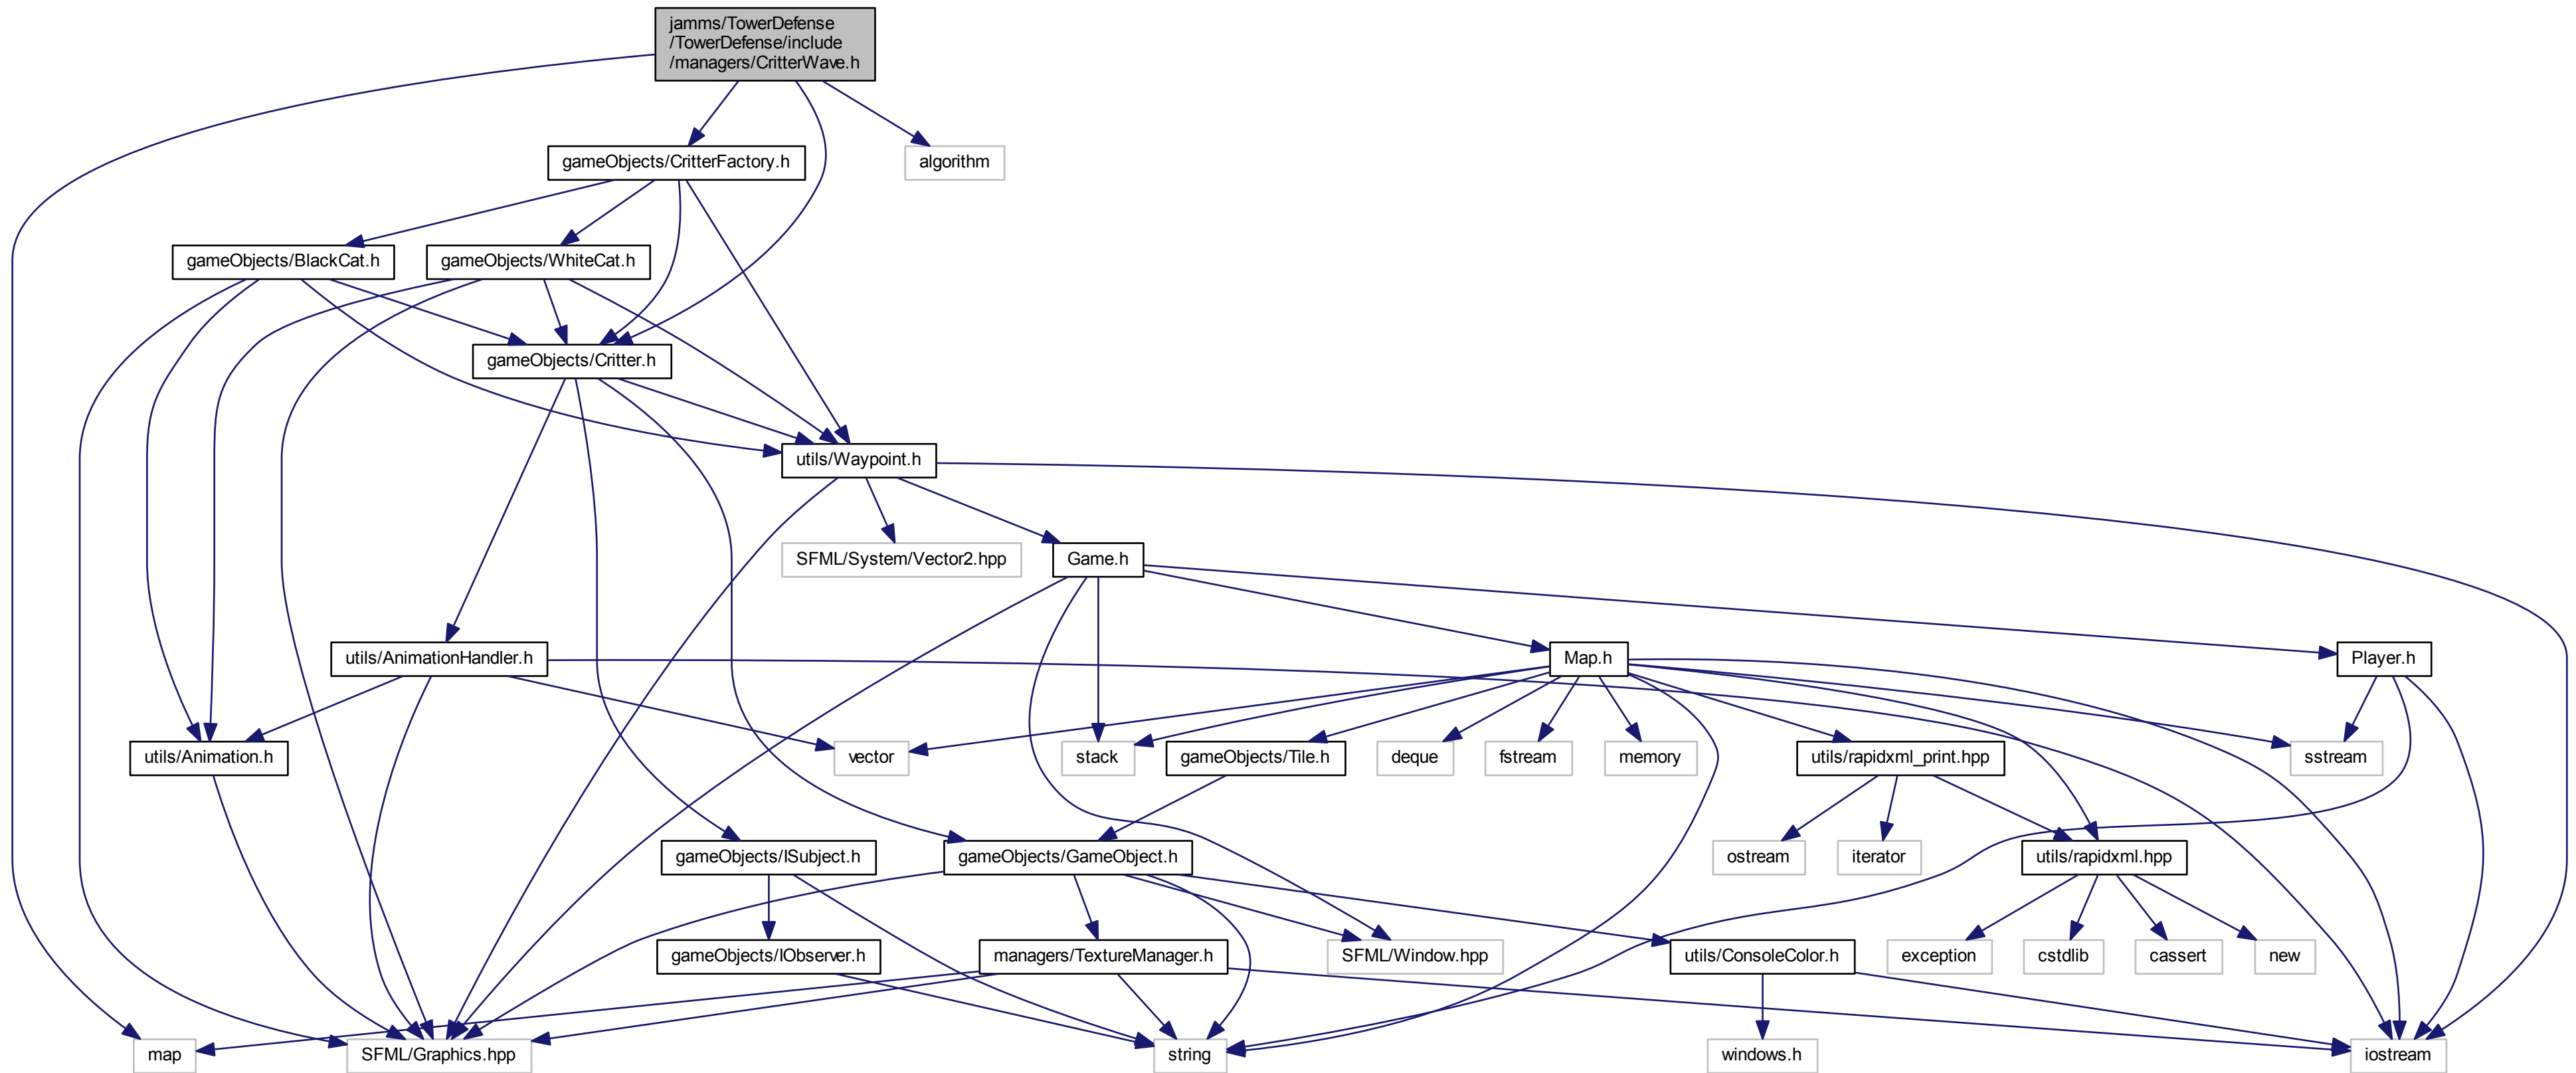 jamms/TowerDefense
/TowerDefense/include
/managers/CritterWave.h
gameObjects/CritterFactory.h
algorithm
gameObjects/BlackCat.h
gameObjects/WhiteCat.h
gameObjects/Critter.h
utils/Waypoint.h
SFML/System/Vector2.hpp
Game.h
utils/AnimationHandler.h
Map.h
Player.h
utils/Animation.h
vector
stack
gameObjects/Tile.h
deque
fstream
memory
utils/rapidxml_print.hpp
sstream
gameObjects/ISubject.h
gameObjects/GameObject.h
ostream
iterator
utils/rapidxml.hpp
gameObjects/IObserver.h
managers/TextureManager.h
SFML/Window.hpp
utils/ConsoleColor.h
exception
cstdlib
cassert
new
map
SFML/Graphics.hpp
string
windows.h
iostream